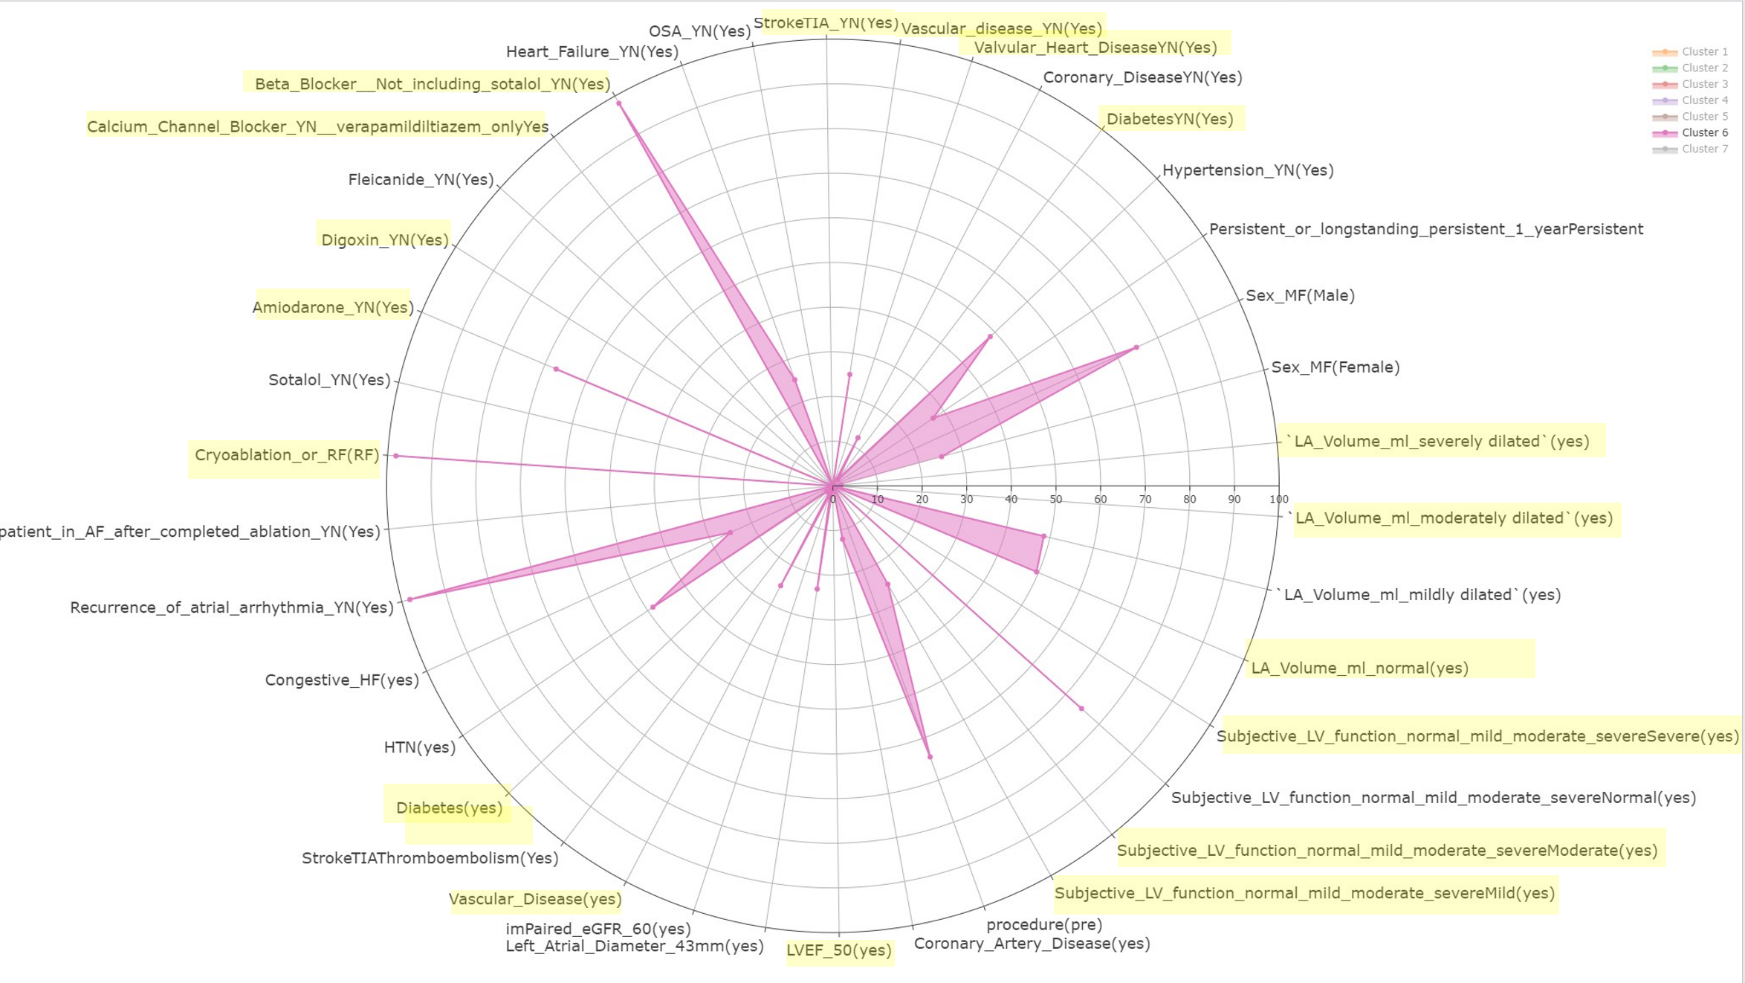 StrokeTIA_YN(Yes)
Vascular_disease_YN(Yes)
OSA_YN(Yes)
Valvular_Heart_DiseaseYN(Yes)
Heart_Failure_YN(Yes)
Coronary_DiseaseYN(Yes)
Beta_Blocker__Not_including_sotalol_YN(Yes)
DiabetesYN(Yes)
Calcium_Channel_Blocker_YN__verapamildiltiazem_onlyYes
Hypertension_YN(Yes)
Fleicanide_YN(Yes)
Persistent_or_longstanding_persistent_1_yearPersistent
Digoxin_YN(Yes)
Sex_MF(Male)
Amiodarone_YN(Yes)
Sex_MF(Female)
Sotalol_YN(Yes)
`LA_Volume_ml_severely dilated`(yes)
Cryoablation_or_RF(RF)
0 10 20 30 40 50 60 70 80 90 100
`LA_Volume_ml_moderately dilated`(yes)
patient_in_AF_after_completed_ablation_YN(Yes)
`LA_Volume_ml_mildly dilated`(yes)
Recurrence_of_atrial_arrhythmia_YN(Yes)
LA_Volume_ml_normal(yes)
Congestive_HF(yes)
Subjective_LV_function_normal_mild_moderate_severeSevere(yes)
HTN(yes)
Subjective_LV_function_normal_mild_moderate_severeNormal(yes)
Diabetes(yes)
Subjective_LV_function_normal_mild_moderate_severeModerate(yes)
StrokeTIAThromboembolism(Yes)
Subjective_LV_function_normal_mild_moderate_severeMild(yes)
Vascular_Disease(yes)
procedure(pre)
imPaired_eGFR_60(yes)
Coronary_Artery_Disease(yes)
Left_Atrial_Diameter_43mm(yes)
LVEF_50(yes)
Cluster 1
Cluster 2
Cluster 3
Cluster 4
Cluster 5
Cluster 6
Cluster 7